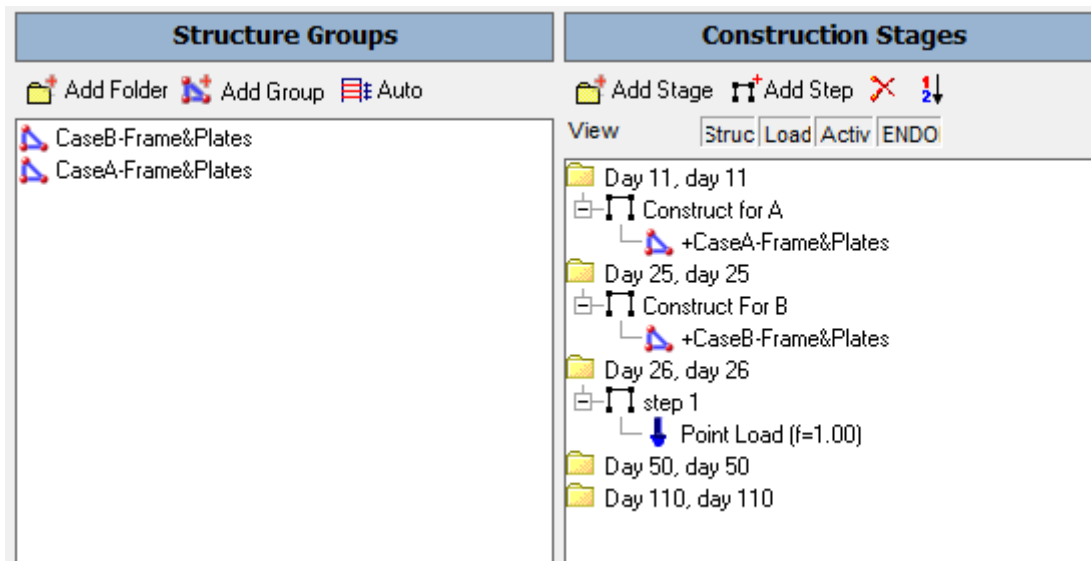 Structure Groups
Add Folder Add Group Auto
CaseB-Frame&Plates
CaseA-Frame&Plates
Construction Stages
Add Stage Add Step
View Struc Load Activ ENDO
Day 11, day 11
Construct for A
+CaseA-Frame&Plates
Day 25, day 25
Construct For B
+CaseB-Frame&Plates
Day 26, day 26
step 1
Point Load (f=1.00)
Day 50, day 50
Day 110, day 110